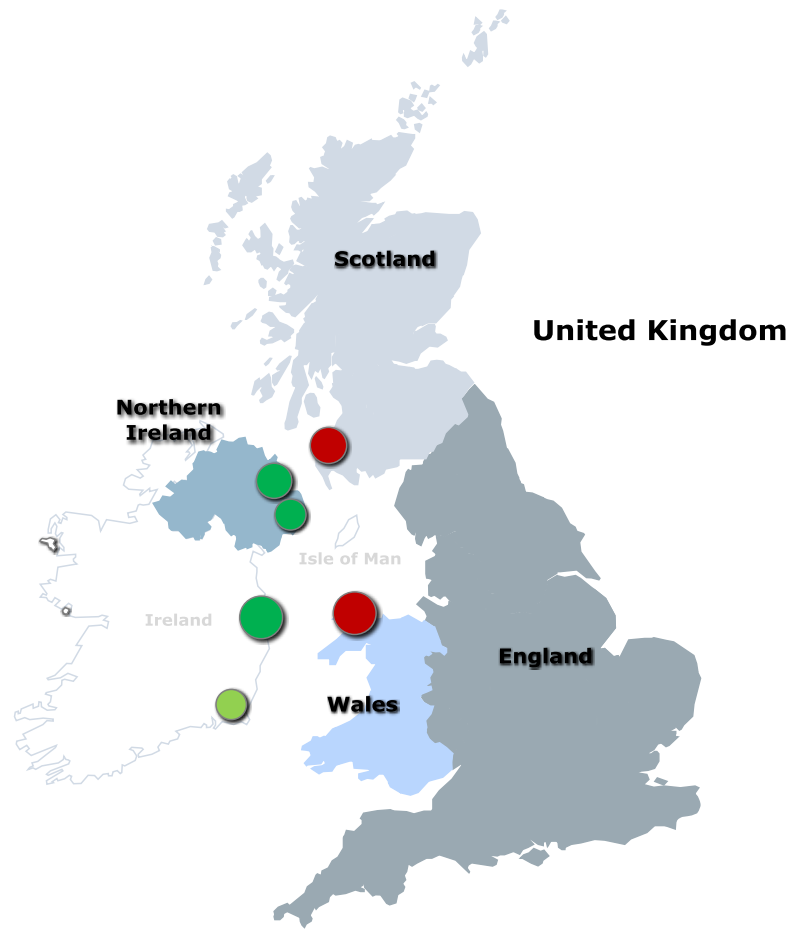 Scotland
United Kingdom
Northern
Ireland
Isle of Man
Ireland
England
Wales